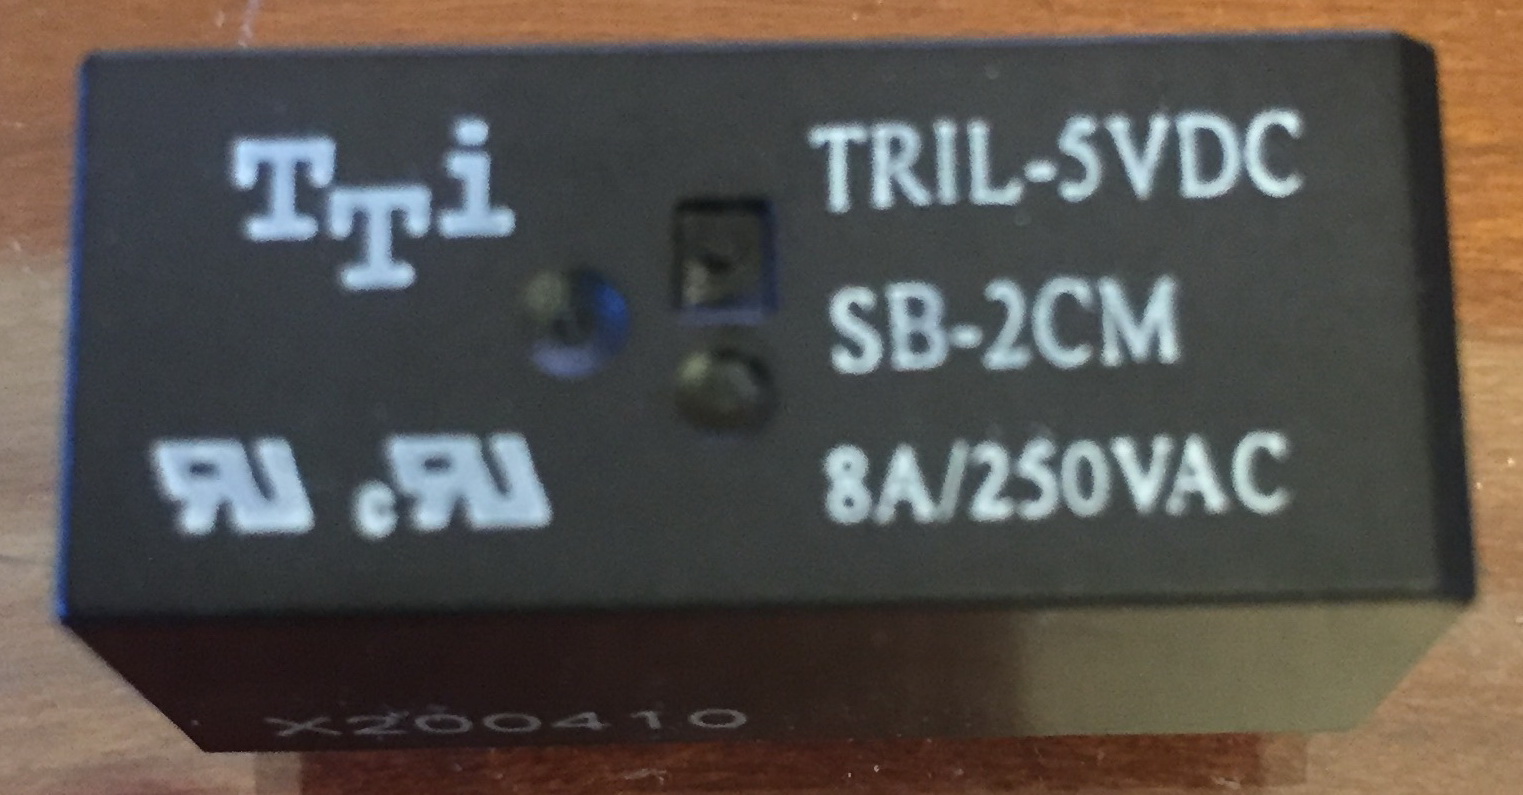 TTi
TRIL-5VDC
SB-2CM
8A/250VAC
c
X200410